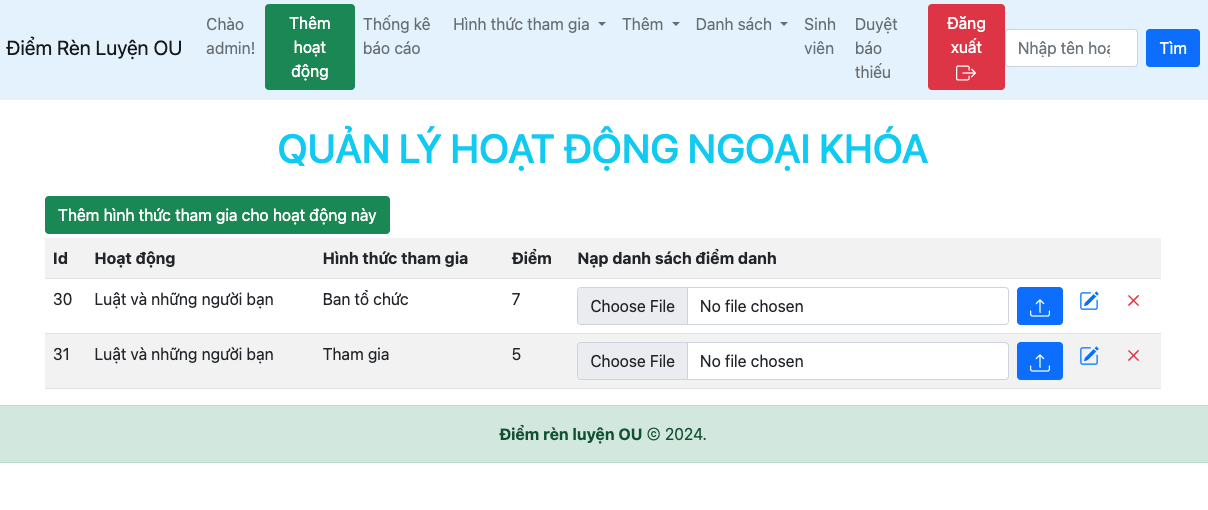 Điểm Rèn Luyện OU
Chào
admin!
Thêm
hoạt
động
Thống kê
báo cáo
Hình thức tham gia
Thêm
Danh sách
Sinh
viên
Duyệt
báo
thiếu
Đăng
xuất
Nhập tên hoạ
Tìm
QUẢN LÝ HOẠT ĐỘNG NGOẠI KHÓA
Thêm hình thức tham gia cho hoạt động này
Id Hoạt động Hình thức tham gia Điểm Nạp danh sách điểm danh
30 Luật và những người bạn Ban tổ chức 7 Choose File No file chosen
31 Luật và những người bạn Tham gia 5 Choose File No file chosen
Điểm rèn luyện OU © 2024.